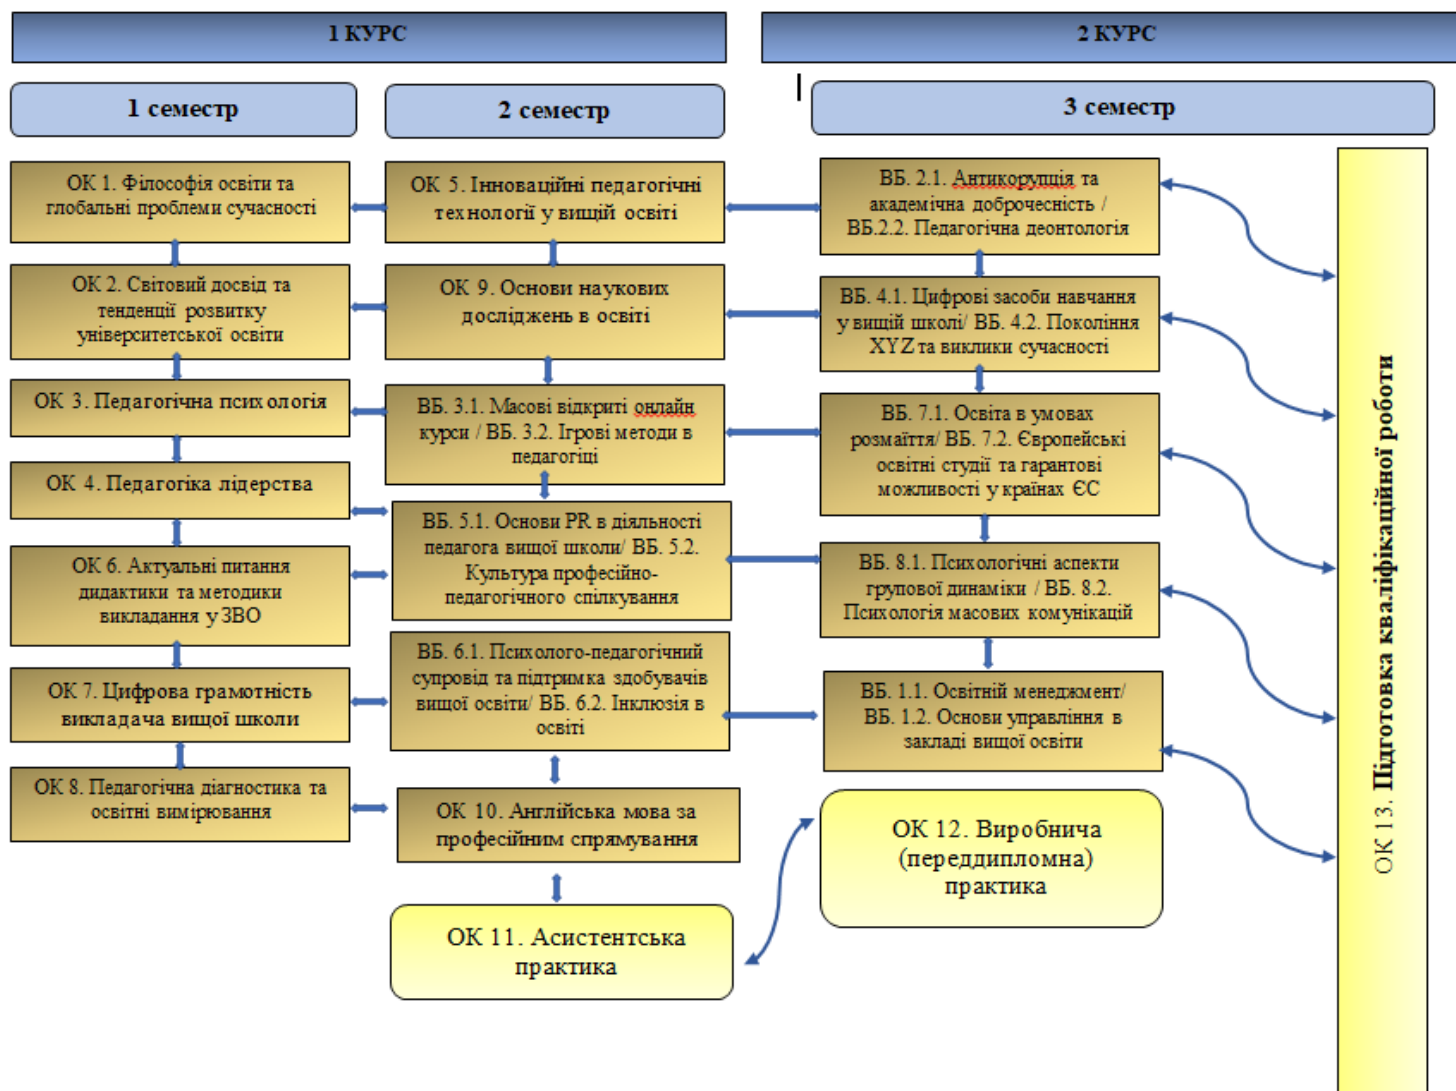 1 КУРС
2 КУРС
1 семестр
2 семестр
3 семестр
ОК 1. Філософія освіти та
глобальні проблеми сучасності
ОК 2. Світовий досвід та
тенденції розвитку
університетської освіти
ОК 3. Педагогічна психологія
ОК 4. Педагогіка лідерства
ОК 6. Актуальні питання
дидактики та методики
викладання у ЗВО
ОК 7. Цифрова грамотність
викладача вищої школи
ОК 8. Педагогічна діагностика та
освітні вимірювання
ОК 5. Інноваційні педагогічні
технології у вищій освіті
ОК 9. Основи наукових
досліджень в освіті
ВБ. 3.1. Масові відкриті онлайн
курси / ВБ. 3.2. Ігрові методи в
педагогіці
ВБ. 5.1. Основи PR в діяльності
педагога вищої школи/ ВБ. 5.2.
Культура професійно-
педагогічного спілкування
ВБ. 6.1. Психолого-педагогічний
супровід та підтримка здобувачів
вищої освіти/ ВБ. 6.2. Інклюзія в
освіті
ОК 10. Англійська мова за
професійним спрямування
ОК 11. Асистентська
практика
ВБ. 2.1. Антикорупція та
академічна доброчесність /
ВБ.2.2. Педагогічна деонтологія
ВБ. 4.1. Цифрові засоби навчання
у вищій школі/ ВБ. 4.2. Покоління
XYZ та виклики сучасності
ВБ. 7.1. Освіта в умовах
розмаїття/ ВБ. 7.2. Європейські
освітні студії та гарантові
можливості у країнах ЄС
ВБ. 8.1. Психологічні аспекти
групової динаміки / ВБ. 8.2.
Психологія масових комунікацій
ВБ. 1.1. Освітній менеджмент/
ВБ. 1.2. Основи управління в
закладі вищої освіти
ОК 12. Виробнича
(переддипломна)
практика
ОК 13. Підготовка кваліфікаційної роботи